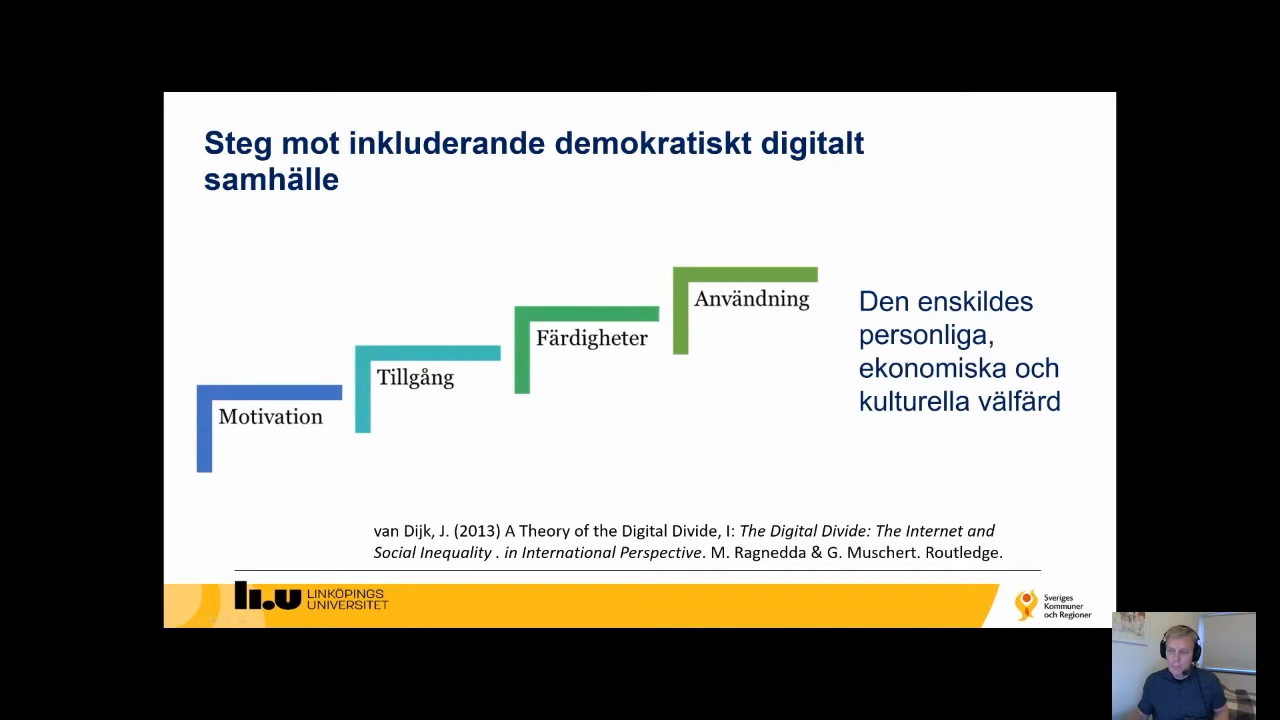 Steg mot inkluderande demokratiskt digitalt
samhälle
Motivation
Tillgång
Färdigheter
Användning
Den enskildes
personliga,
ekonomiska och
kulturella välfärd
van Dijk, J. (2013) A Theory of the Digital Divide, I: The Digital Divide: The Internet and
Social Inequality . in International Perspective. M. Ragnedda & G. Muschert. Routledge.
li.u LINKÖPINGS
UNIVERSITET
Sveriges
Kommuner
och Regioner